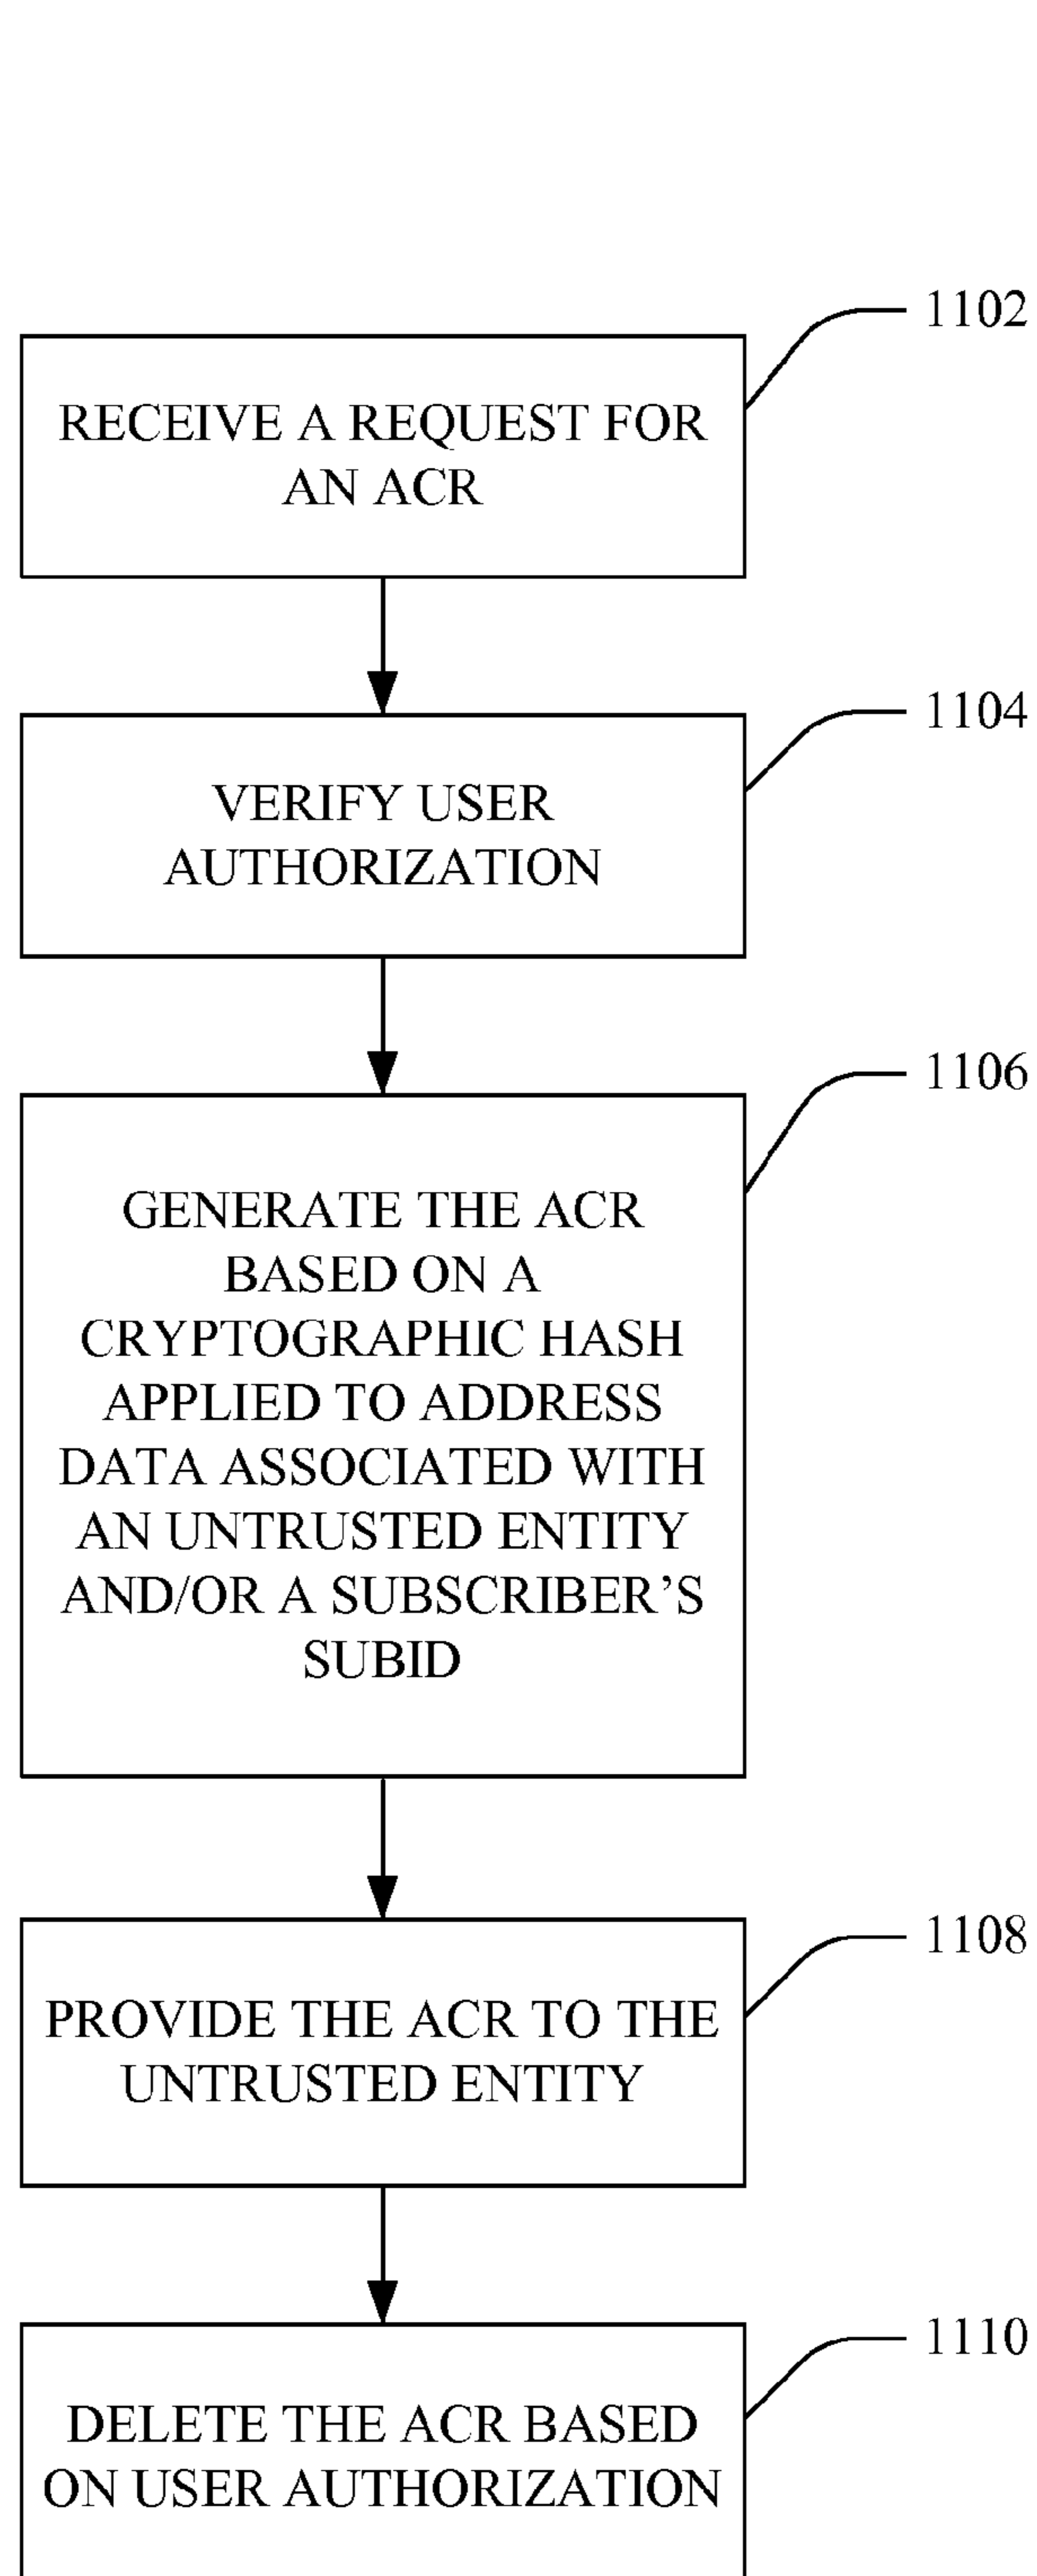 1102
RECEIVE A REQUEST FOR
AN ACR
1104
VERIFY USER
AUTHORIZATION
1106
GENERATE THE ACR
BASED ON A
CRYPTOGRAPHIC HASH
APPLIED TO ADDRESS
DATA ASSOCIATED WITH
AN UNTRUSTED ENTITY
AND/OR A SUBSCRIBER’S
SUBID
1108
PROVIDE THE ACR TO THE
UNTRUSTED ENTITY
1110
DELETE THE ACR BASED
ON USER AUTHORIZATION